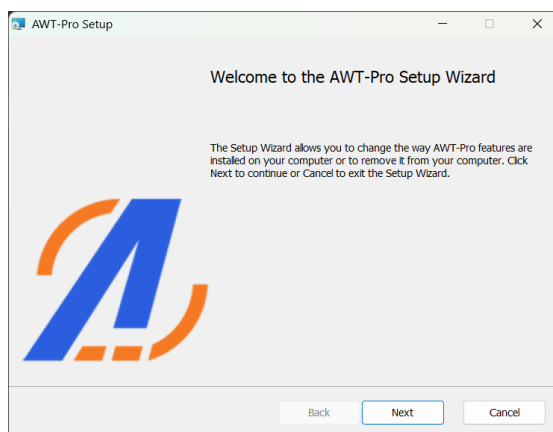 AWT-Pro Setup
Welcome to the AWT-Pro Setup Wizard
The Setup Wizard allows you to change the way AWT-Pro features are
installed on your computer or to remove it from your computer. Click
Next to continue or Cancel to exit the Setup Wizard.
Back Next Cancel